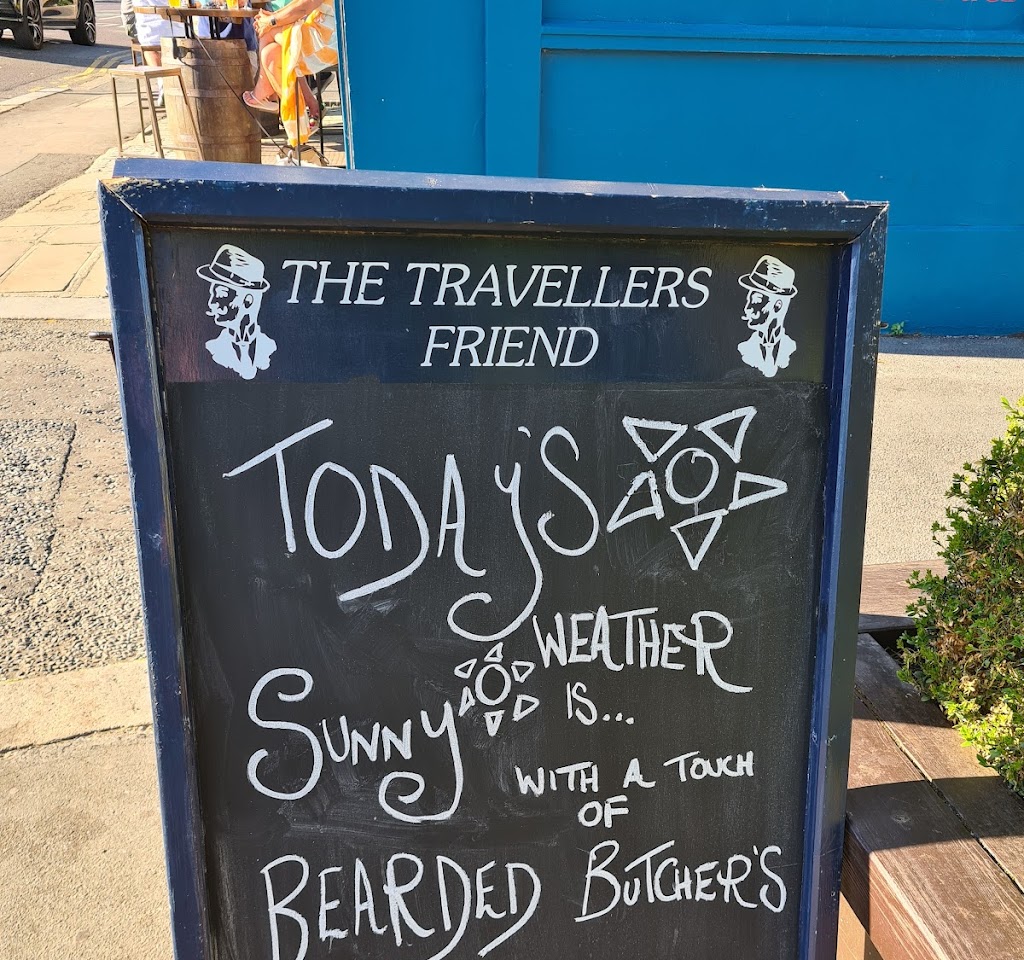 THE TRAVELLERS
FRIEND
TODAY'S
WEATHER
IS...
SUNNY
WITH A TOUCH
OF
BEARDED BUTCHER'S